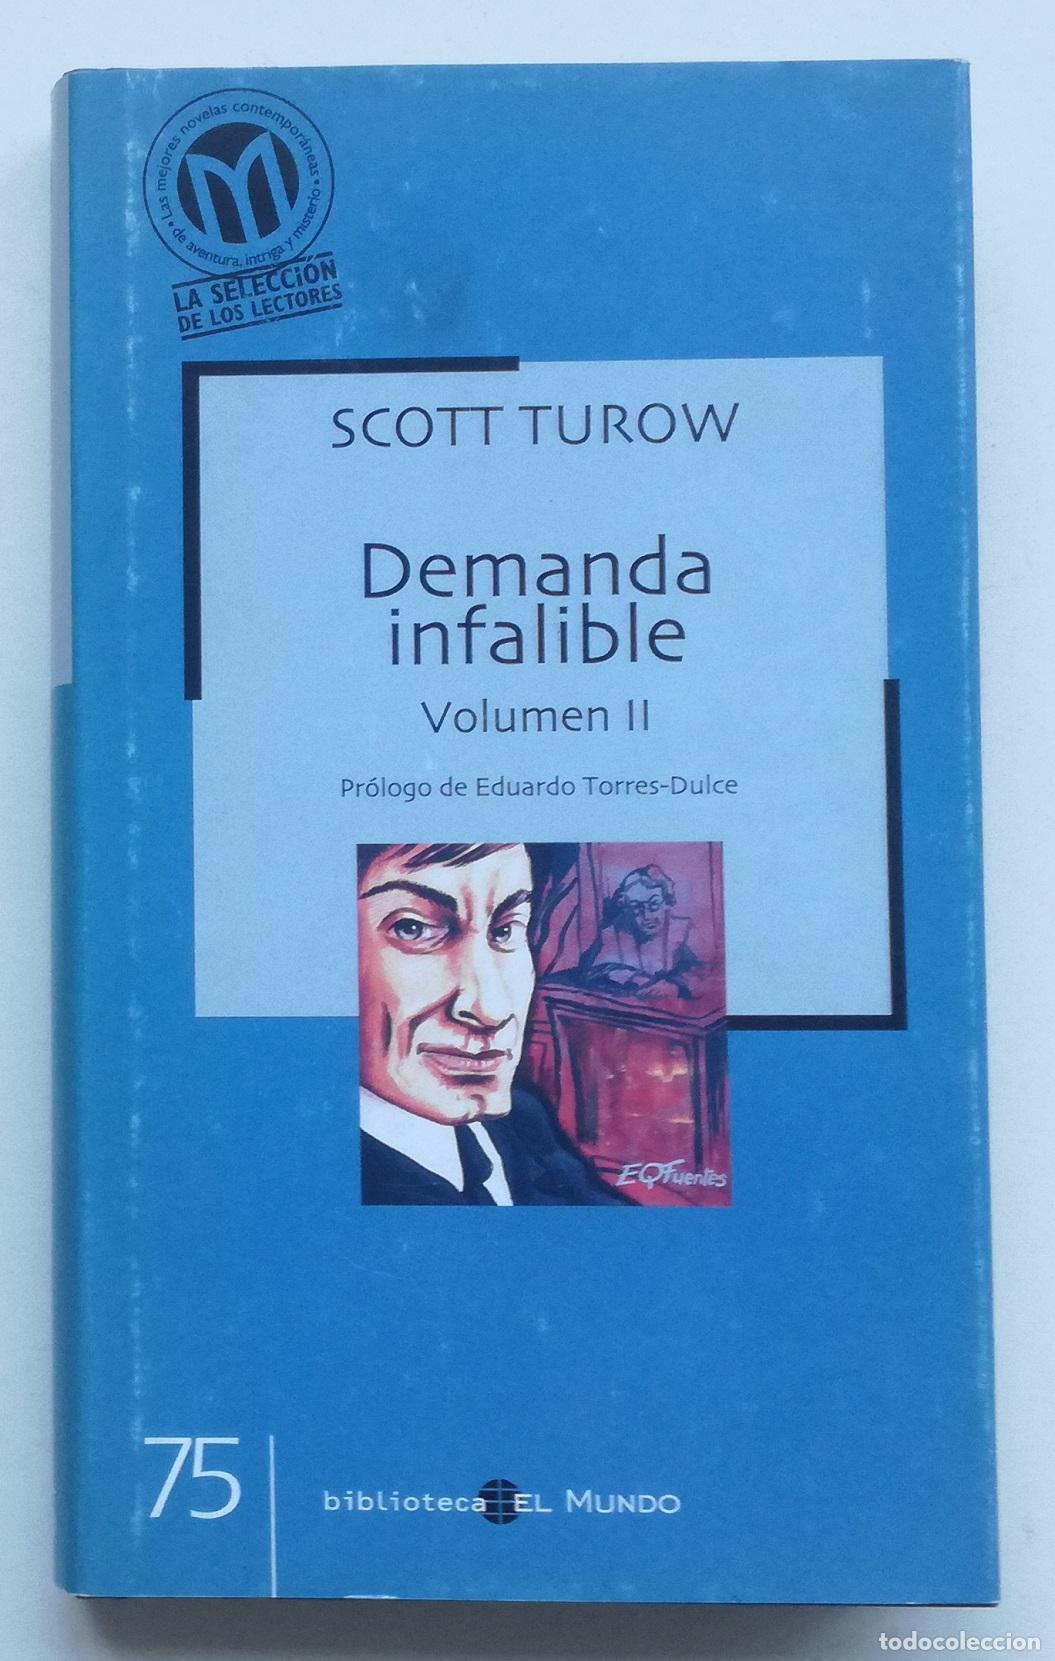 • Las mejores novelas contemporáneas •
de aventura, intriga y misterio •
M
LA SELECCIÓN
DE LOS LECTORES
SCOTT TUROW
Demanda
infalible
Volumen II
Prólogo de Eduardo Torres-Dulce
EQFuentes
75
biblioteca EL MUNDO
todocoleccion